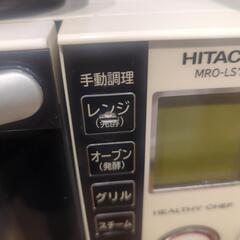 HITAC
MRO-LS7
手動調理
レンジ
(発酵)
オーブン
(発酵)
グリル
スチーム
HEALTHY CHEF